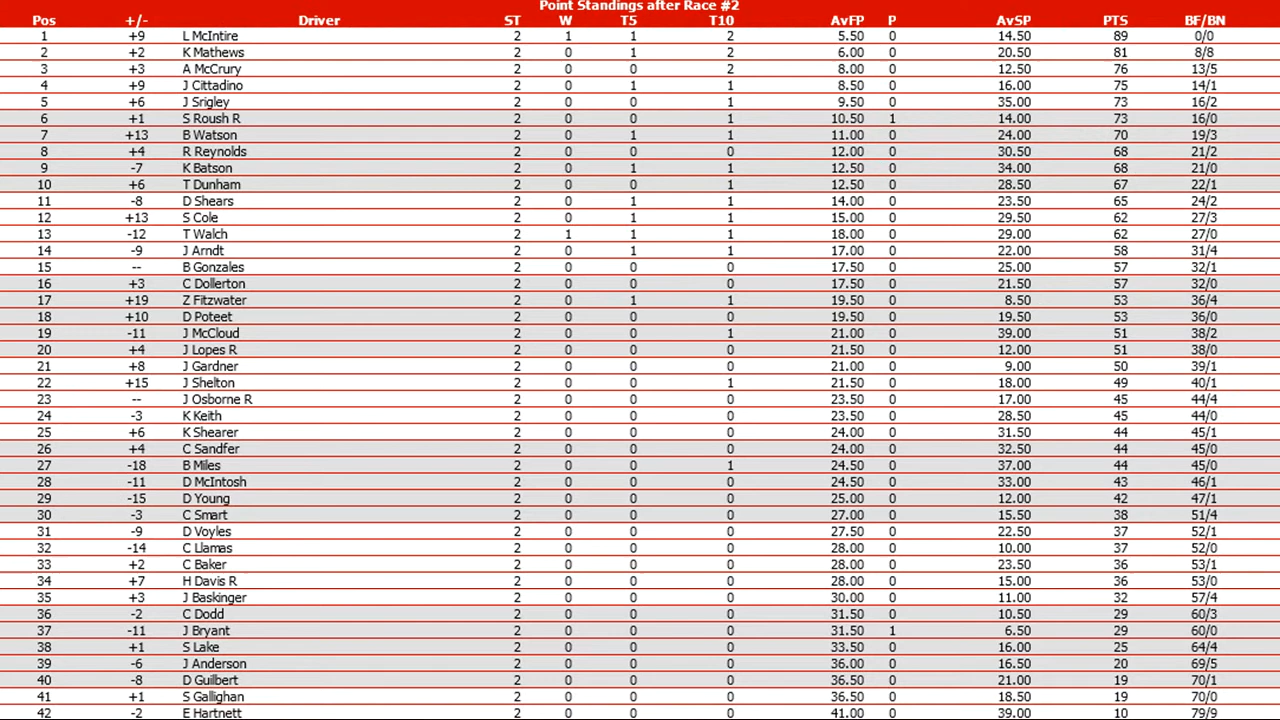 Point Standings after Race #2
Pos +/- Driver ST W T5 T10 AvFP P AvSP PTS BF/BN
1 +9 L McIntire 2 1 1 2 5.50 0 14.50 89 0/0
2 +2 K Mathews 2 0 1 2 6.00 0 20.50 81 8/8
3 +3 A McCrury 2 0 0 2 8.00 0 12.50 76 13/5
4 +9 J Cittadino 2 0 1 1 8.50 0 16.00 75 14/1
5 +6 J Srigley 2 0 0 1 9.50 0 35.00 73 16/2
6 +1 S Roush R 2 0 0 1 10.50 1 14.00 73 16/0
7 +13 B Watson 2 0 1 1 11.00 0 24.00 70 19/3
8 +4 R Reynolds 2 0 0 1 12.00 0 30.50 68 21/2
9 -7 K Batson 2 0 1 1 12.50 0 34.00 68 21/0
10 +6 T Dunham 2 0 0 1 12.50 0 28.50 67 22/1
11 -8 D Shears 2 0 1 1 14.00 0 23.50 65 24/2
12 +13 S Cole 2 0 1 1 15.00 0 29.50 62 27/3
13 -12 T Walch 2 1 1 1 18.00 0 29.00 62 27/0
14 -9 J Arndt 2 0 1 1 17.00 0 22.00 58 31/4
15 -- B Gonzales 2 0 0 0 17.50 0 25.00 57 32/1
16 +3 C Dollerton 2 0 0 0 17.50 0 21.50 57 32/0
17 +19 Z Fitzwater 2 0 1 1 19.50 0 8.50 53 36/4
18 +10 D Poteet 2 0 0 0 19.50 0 19.50 53 36/0
19 -11 J McCloud 2 0 0 1 21.00 0 39.00 51 38/2
20 +4 J Lopes R 2 0 0 0 21.50 0 12.00 51 38/0
21 +8 J Gardner 2 0 0 0 21.00 0 9.00 50 39/1
22 +15 J Shelton 2 0 0 1 21.50 0 18.00 49 40/1
23 -- J Osborne R 2 0 0 0 23.50 0 17.00 45 44/4
24 -3 K Keith 2 0 0 0 23.50 0 28.50 45 44/0
25 +6 K Shearer 2 0 0 0 24.00 0 31.50 44 45/1
26 +4 C Sandfer 2 0 0 0 24.00 0 32.50 44 45/0
27 -18 B Miles 2 0 0 1 24.50 0 37.00 44 45/0
28 -11 D McIntosh 2 0 0 0 24.50 0 33.00 43 46/1
29 -15 D Young 2 0 0 0 25.00 0 12.00 42 47/1
30 -3 C Smart 2 0 0 0 27.00 0 15.50 38 51/4
31 -9 D Voyles 2 0 0 0 27.50 0 22.50 37 52/1
32 -14 C Llamas 2 0 0 0 28.00 0 10.00 37 52/0
33 +2 C Baker 2 0 0 0 28.00 0 23.50 36 53/1
34 +7 H Davis R 2 0 0 0 28.00 0 15.00 36 53/0
35 +3 J Baskinger 2 0 0 0 30.00 0 11.00 32 57/4
36 -2 C Dodd 2 0 0 0 31.50 0 10.50 29 60/3
37 -11 J Bryant 2 0 0 0 31.50 1 6.50 29 60/0
38 +1 S Lake 2 0 0 0 33.50 0 16.00 25 64/4
39 -6 J Anderson 2 0 0 0 36.00 0 16.50 20 69/5
40 -8 D Guilbert 2 0 0 0 36.50 0 21.00 19 70/1
41 +1 S Gallighan 2 0 0 0 36.50 0 18.50 19 70/0
42 -2 E Hartnett 2 0 0 0 41.00 0 39.00 10 79/9